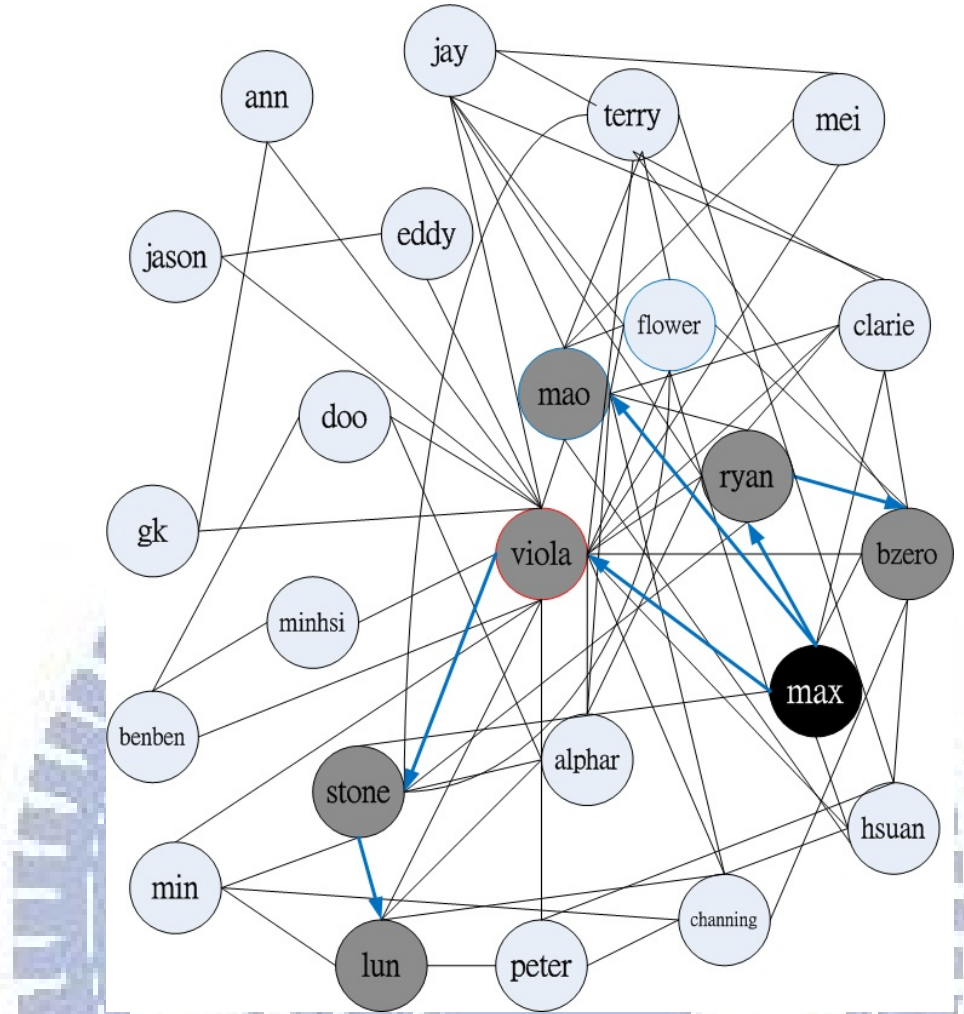 jay
ann
terry
mei
eddy
jason
flower
clarie
mao
doo
ryan
gk
viola
bzero
minhsi
max
benben
alphar
stone
hsuan
min
channing
lun
peter